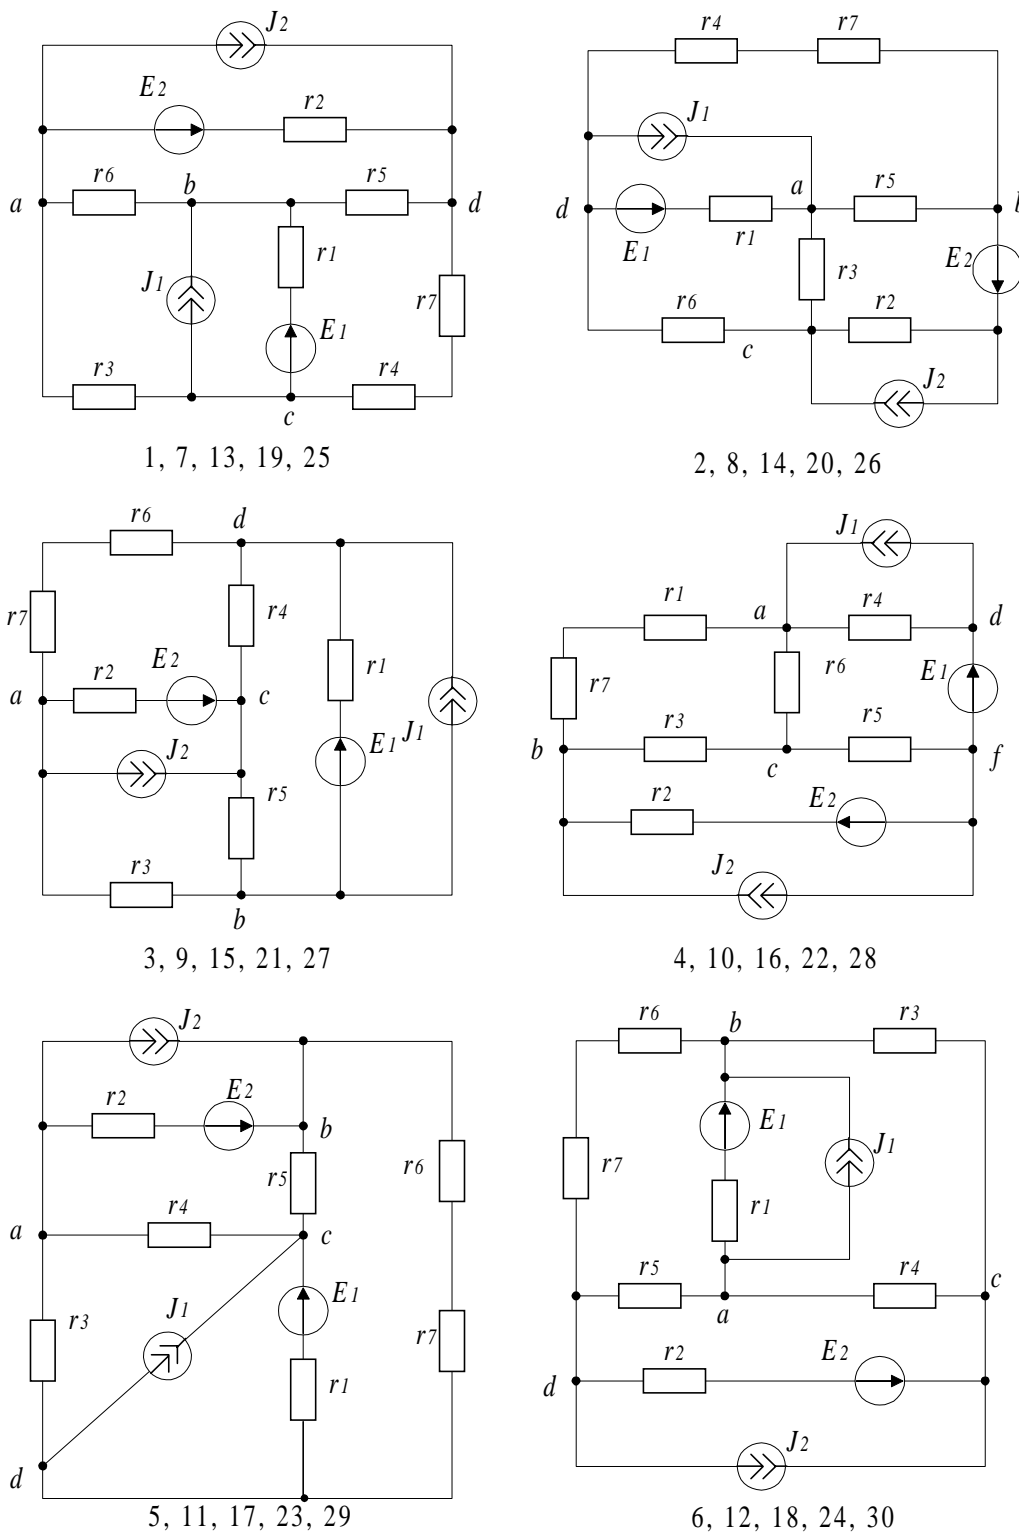 J2
E2
r2
r6
b
r5
a
d
r1
J1
r7
E1
r3
r4
c
1, 7, 13, 19, 25
r4
r7
J1
a
r5
d
b
E1
r1
r3
E2
r6
r2
c
J2
2, 8, 14, 20, 26
r6
d
r7
r4
r2
E2
r1
a
c
J2
E1
J1
r5
r3
b
3, 9, 15, 21, 27
J1
r1
a
r4
d
r7
r6
E1
r3
r5
b
c
f
r2
E2
J2
4, 10, 16, 22, 28
J2
r2
E2
b
r5
r6
r4
a
c
E1
r3
J1
r7
r1
d
5, 11, 17, 23, 29
r6
b
r3
E1
r7
J1
r1
r5
r4
c
a
r2
E2
d
J2
6, 12, 18, 24, 30